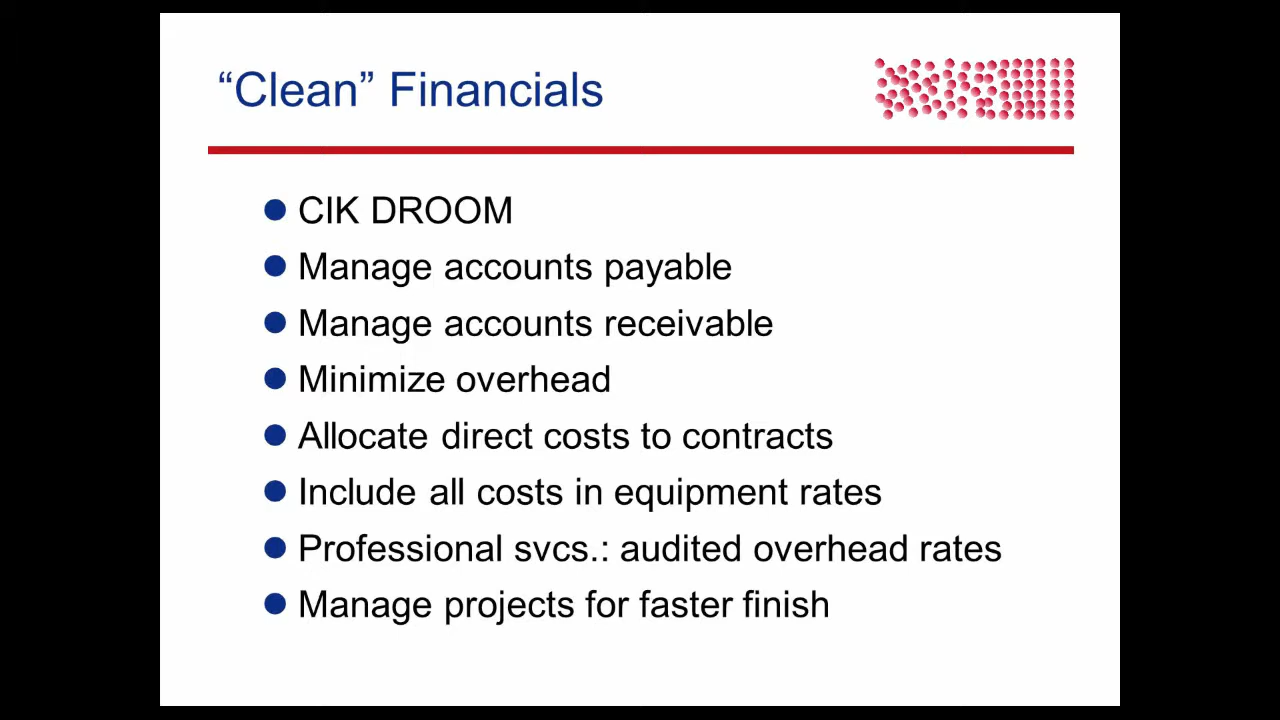 “Clean” Financials
CIK DROOM
Manage accounts payable
Manage accounts receivable
Minimize overhead
Allocate direct costs to contracts
Include all costs in equipment rates
Professional svcs.: audited overhead rates
Manage projects for faster finish